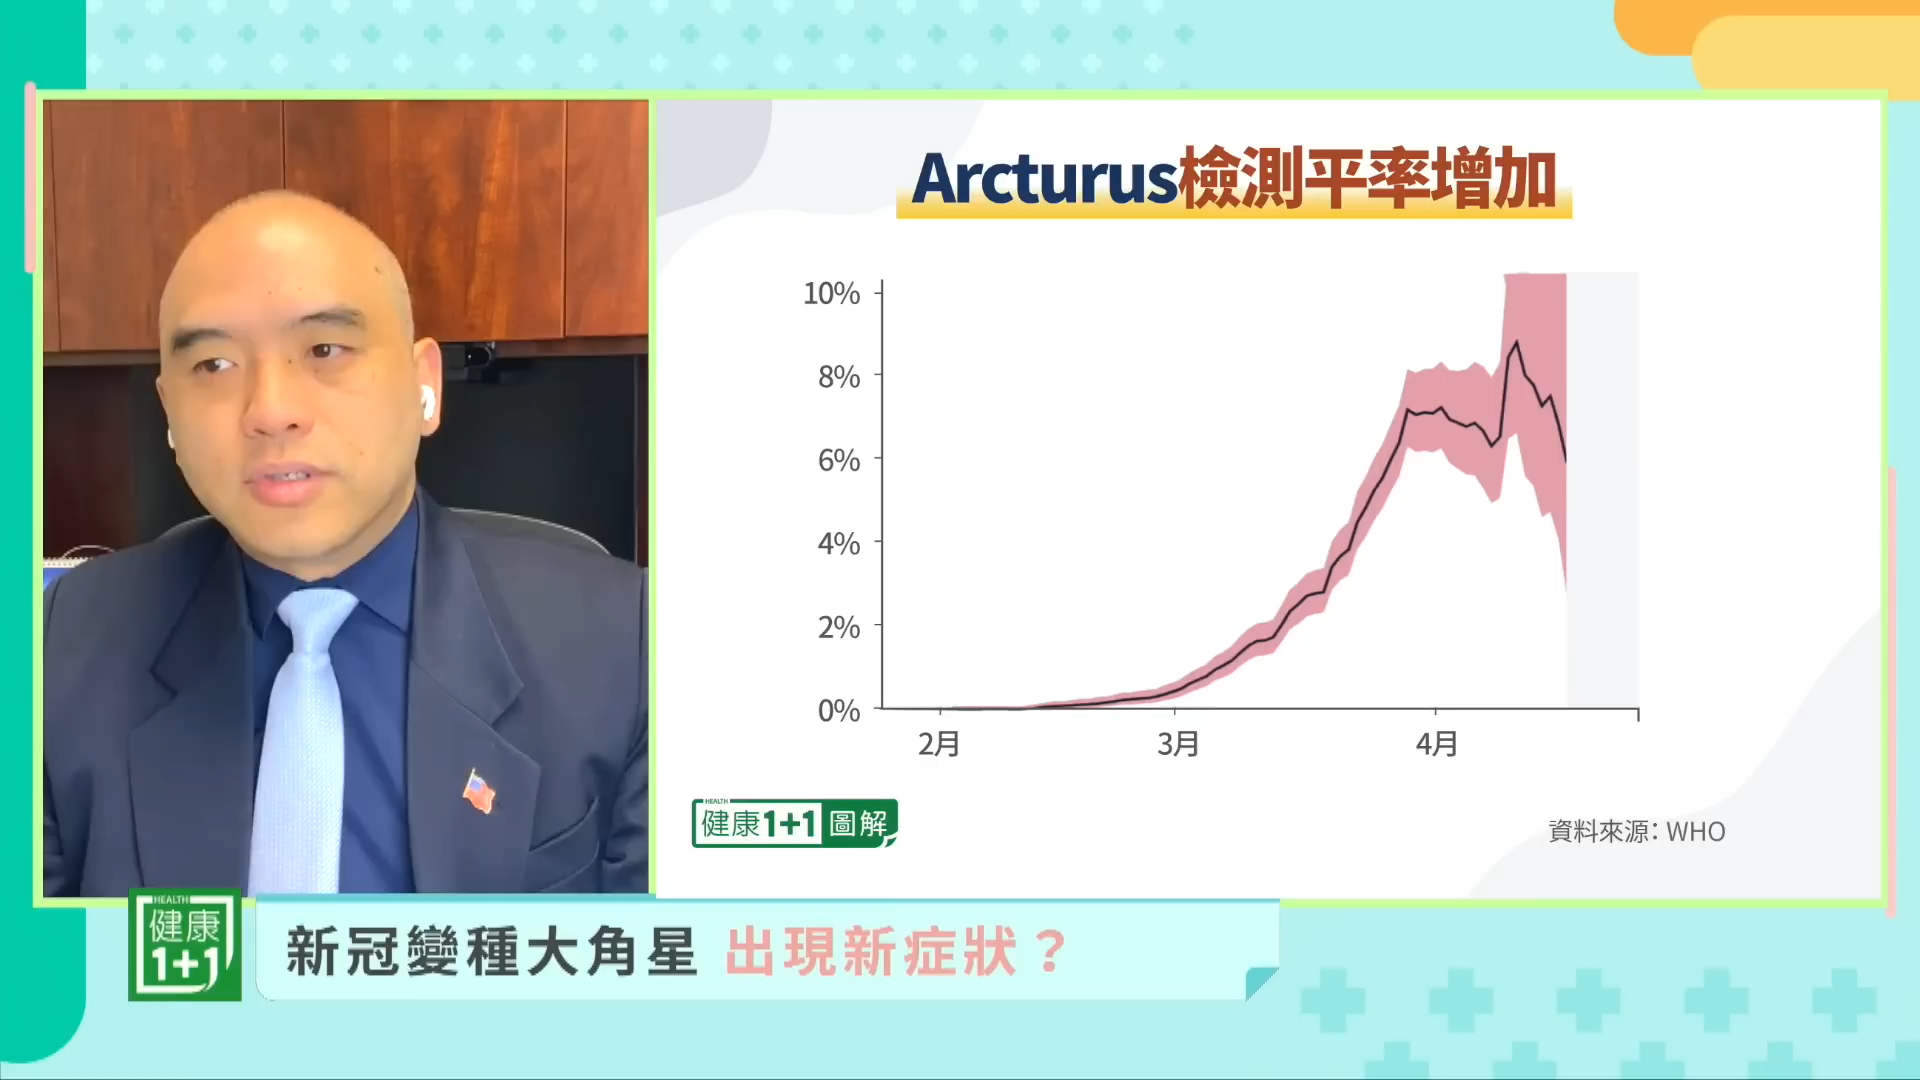 Arcturus檢測平率增加
10%
8%
6%
4%
2%
0%
2月
3月
4月
HEALTH
健康1+1圖解
資料來源：WHO
HEALTH
健康
1+1
新冠變種大角星 出現新症狀？